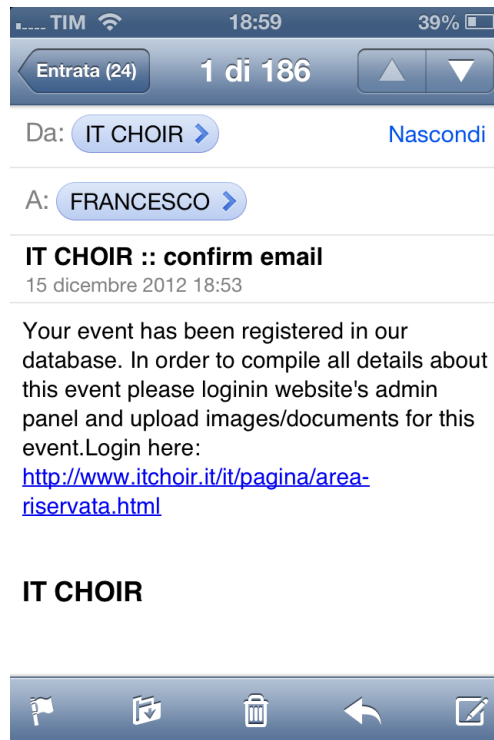 TIM 18:59 39%
Entrata (24) 1 di 186
Da: IT CHOIR Nascondi
A: FRANCESCO
IT CHOIR :: confirm email
15 dicembre 2012 18:53
Your event has been registered in our
database. In order to compile all details about
this event please loginin website's admin
panel and upload images/documents for this
event.Login here:
http://www.itchoir.it/it/pagina/area-
riservata.html
IT CHOIR